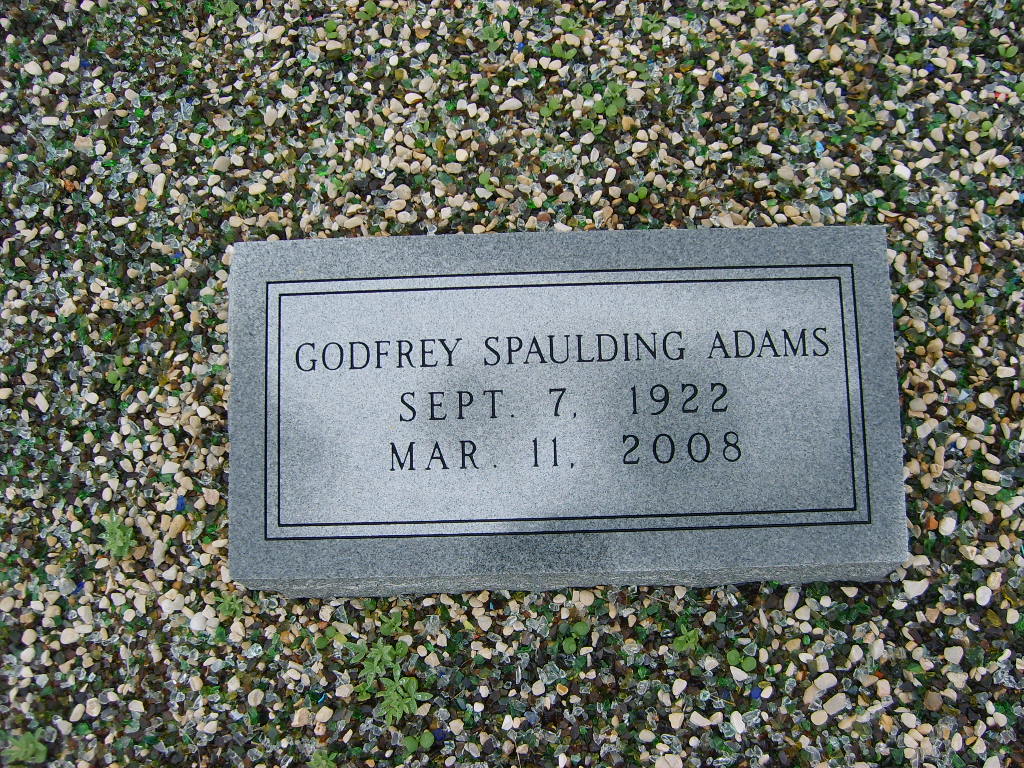 GODFREY SPAULDING ADAMS
SEPT. 7, 1922
MAR. 11, 2008